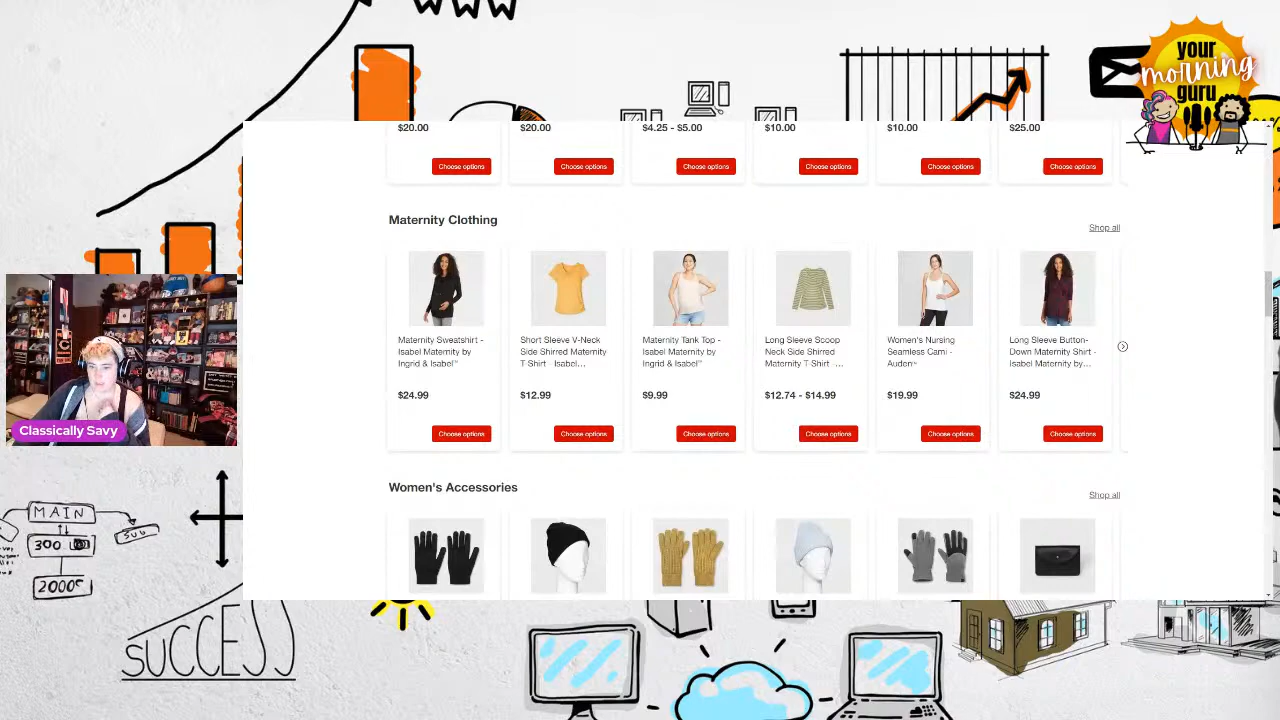 www
your
morning
guru
$20.00
$20.00
$4.25 - $5.00
$10.00
$10.00
$25.00
Choose options
Choose options
Choose options
Choose options
Choose options
Choose options
Maternity Clothing
Shop all
Maternity Sweatshirt -
Isabel Maternity by
Ingrid & Isabel™
$24.99
Choose options
Short Sleeve V-Neck
Side Shirred Maternity
T-Shirt - Isabel...
$12.99
Choose options
Maternity Tank Top -
Isabel Maternity by
Ingrid & Isabel™
$9.99
Choose options
Long Sleeve Scoop
Neck Side Shirred
Maternity T-Shirt -...
$12.74 - $14.99
Choose options
Women's Nursing
Seamless Cami -
Auden™
$19.99
Choose options
Long Sleeve Button-
Down Maternity Shirt -
Isabel Maternity by...
$24.99
Choose options
Women's Accessories
Shop all
Classically Savy
MAIN
300
2000
SUCCESS